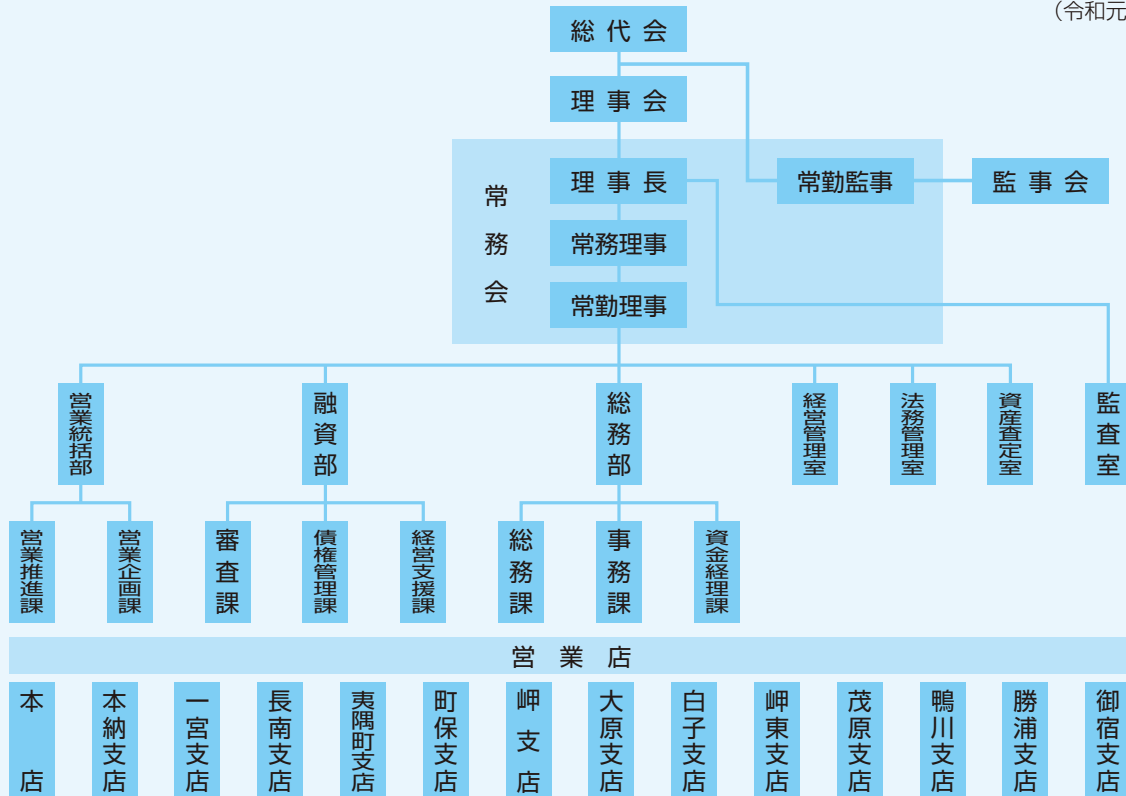 （令和元
総代会
理事会
理事長
常勤監事
監事会
常務会
常務理事
常勤理事
営業統括部
融資部
総務部
経営管理室
法務管理室
資産査定室
監査室
営業推進課
営業企画課
審査課
債権管理課
経営支援課
総務課
事務課
資金経理課
営業店
本店
本納支店
一宮支店
長南支店
夷隅町支店
町保支店
岬支店
大原支店
白子支店
岬東支店
茂原支店
鴨川支店
勝浦支店
御宿支店